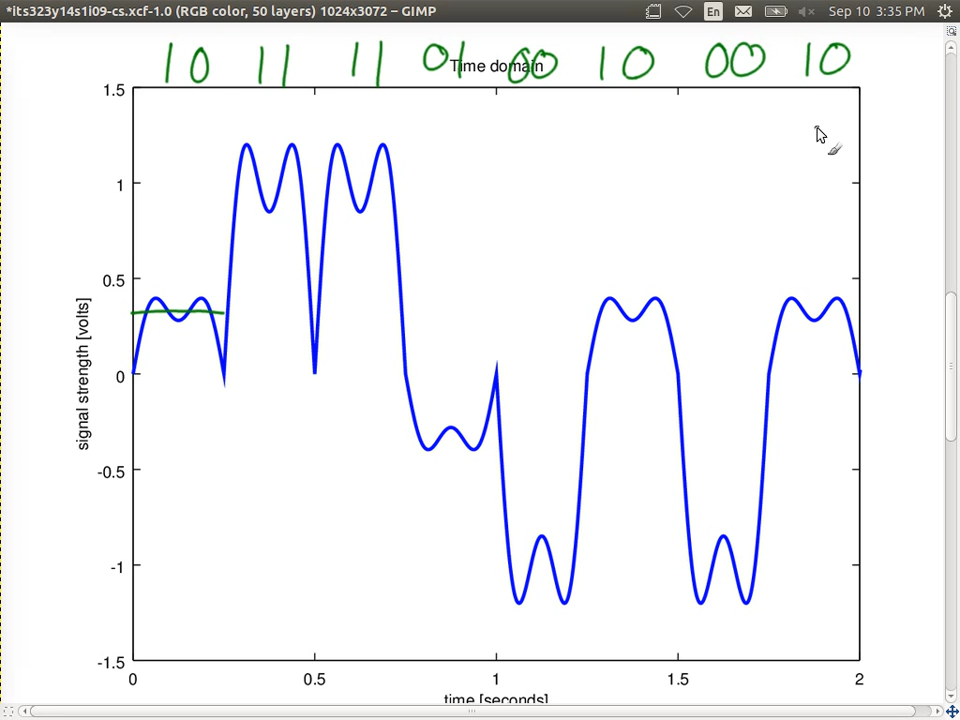 *its323y14s1i09-cs.xcf-1.0 (RGB color, 50 layers) 1024x3072 – GIMP En Sep 10 3:35 PM
10 11 11 01 00 10 00 10
Time domain
1.5
1
0.5
0
-0.5
-1
-1.5
signal strength [volts]
0 0.5 1 1.5 2
time [seconds]